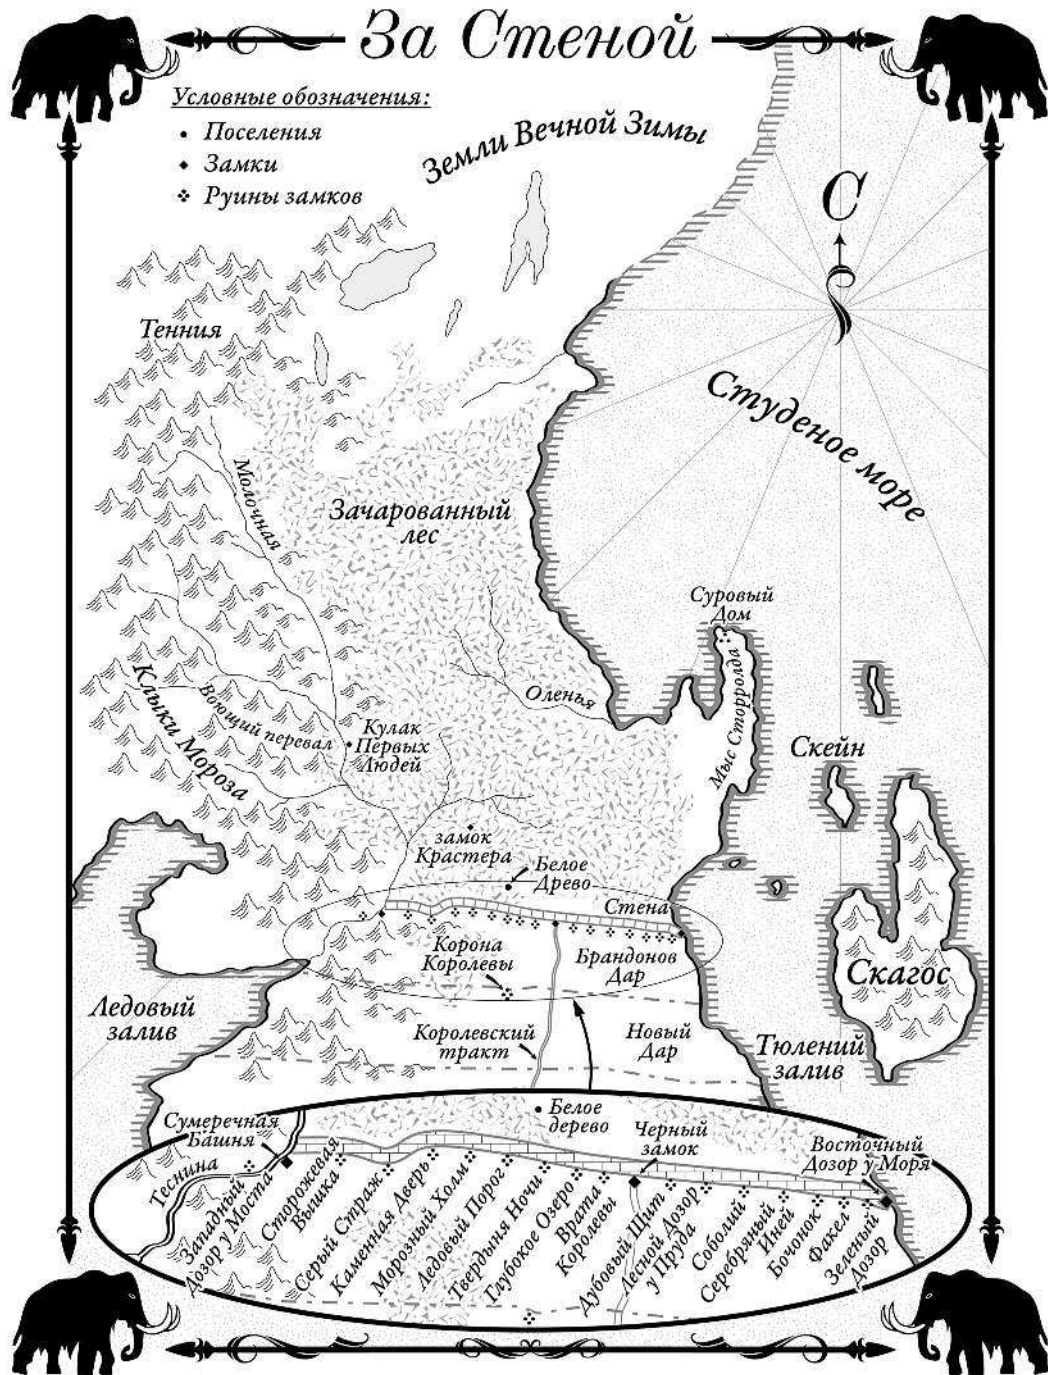 За Стеной
Условные обозначения:
Поселения
Замки
Руины замков
Земли Вечной Зимы
С
Тенния
Студеное море
Молочная
Зачарованный
лес
Суровый
Дом
Оленья
Мыс Сторролда
Клыки Мороза
Воющий перевал
Кулак
Первых
Людей
Скейн
замок
Крастера
Белое
Древо
Стена
Корона
Королевы
Брандонов
Дар
Скагос
Ледовый
залив
Королевский
тракт
Новый
Дар
Тюлений
залив
Сумеречная
Башня
Белое
дерево
Черный
замок
Восточный
Дозор у Моря
Теснина
Западный
Дозор у Моста
Сторожевая
Вышка
Серый Страж
Каменная Дверь
Морозный Холм
Ледовый Порог
Твердыня Ночи
Глубокое Озеро
Врата
Королевы
Дубовый Щит
Лесной Дозор
у Пруда
Соболий
Серебряный
Иней
Бочонок
Факел
Зеленый
Дозор